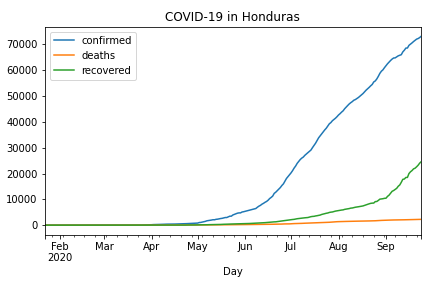 COVID-19 in Honduras
confirmed
deaths
recovered
70000
60000
50000
40000
30000
20000
10000
0
Feb Mar Apr May Jun Jul Aug Sep
2020
Day